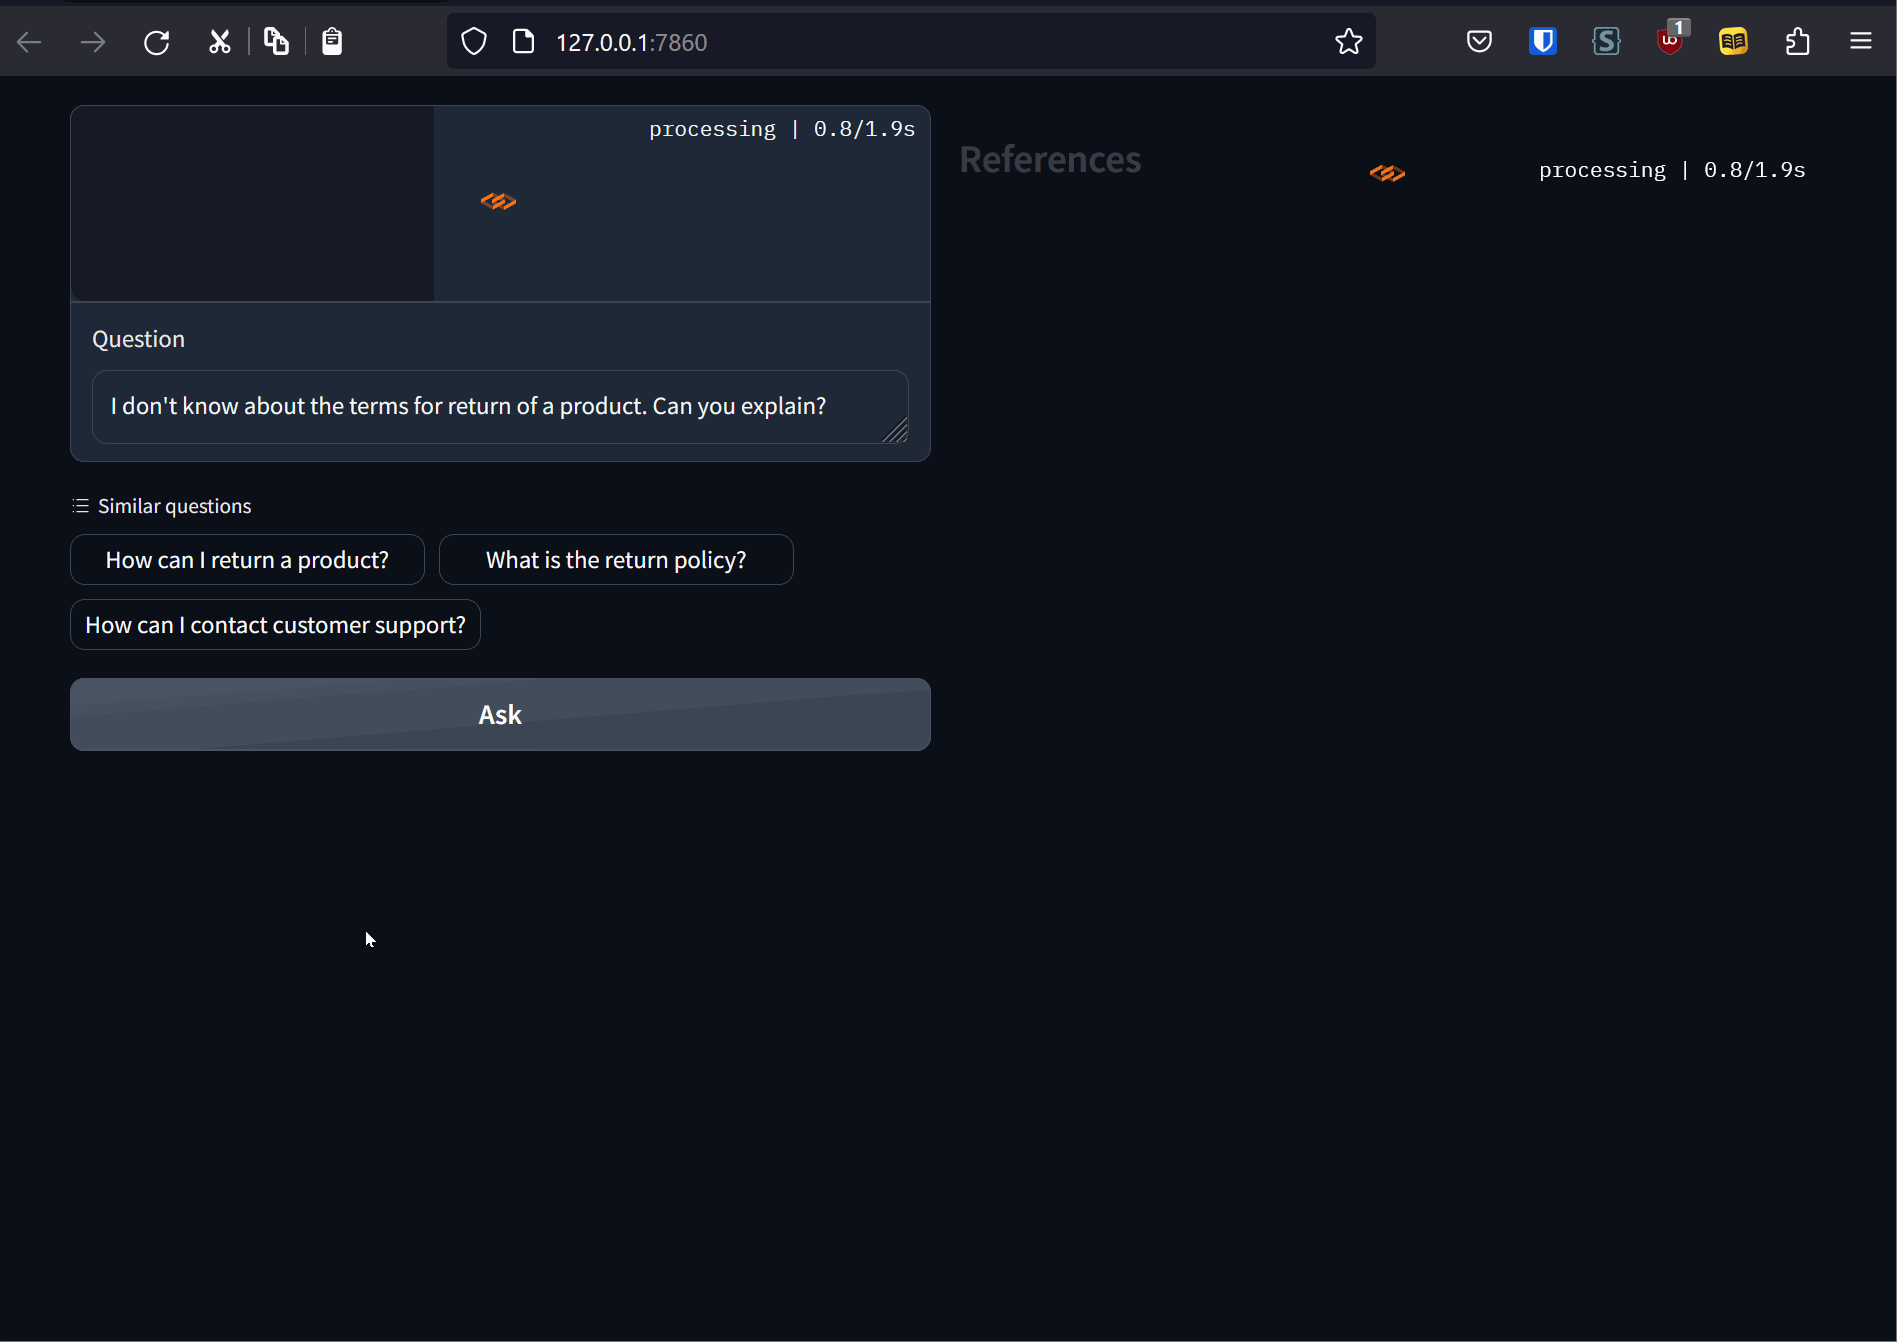 127.0.0.1:7860
1
processing | 0.8/1.9s
References
processing | 0.8/1.9s
Question
I don't know about the terms for return of a product. Can you explain?
Similar questions
How can I return a product?
What is the return policy?
How can I contact customer support?
Ask